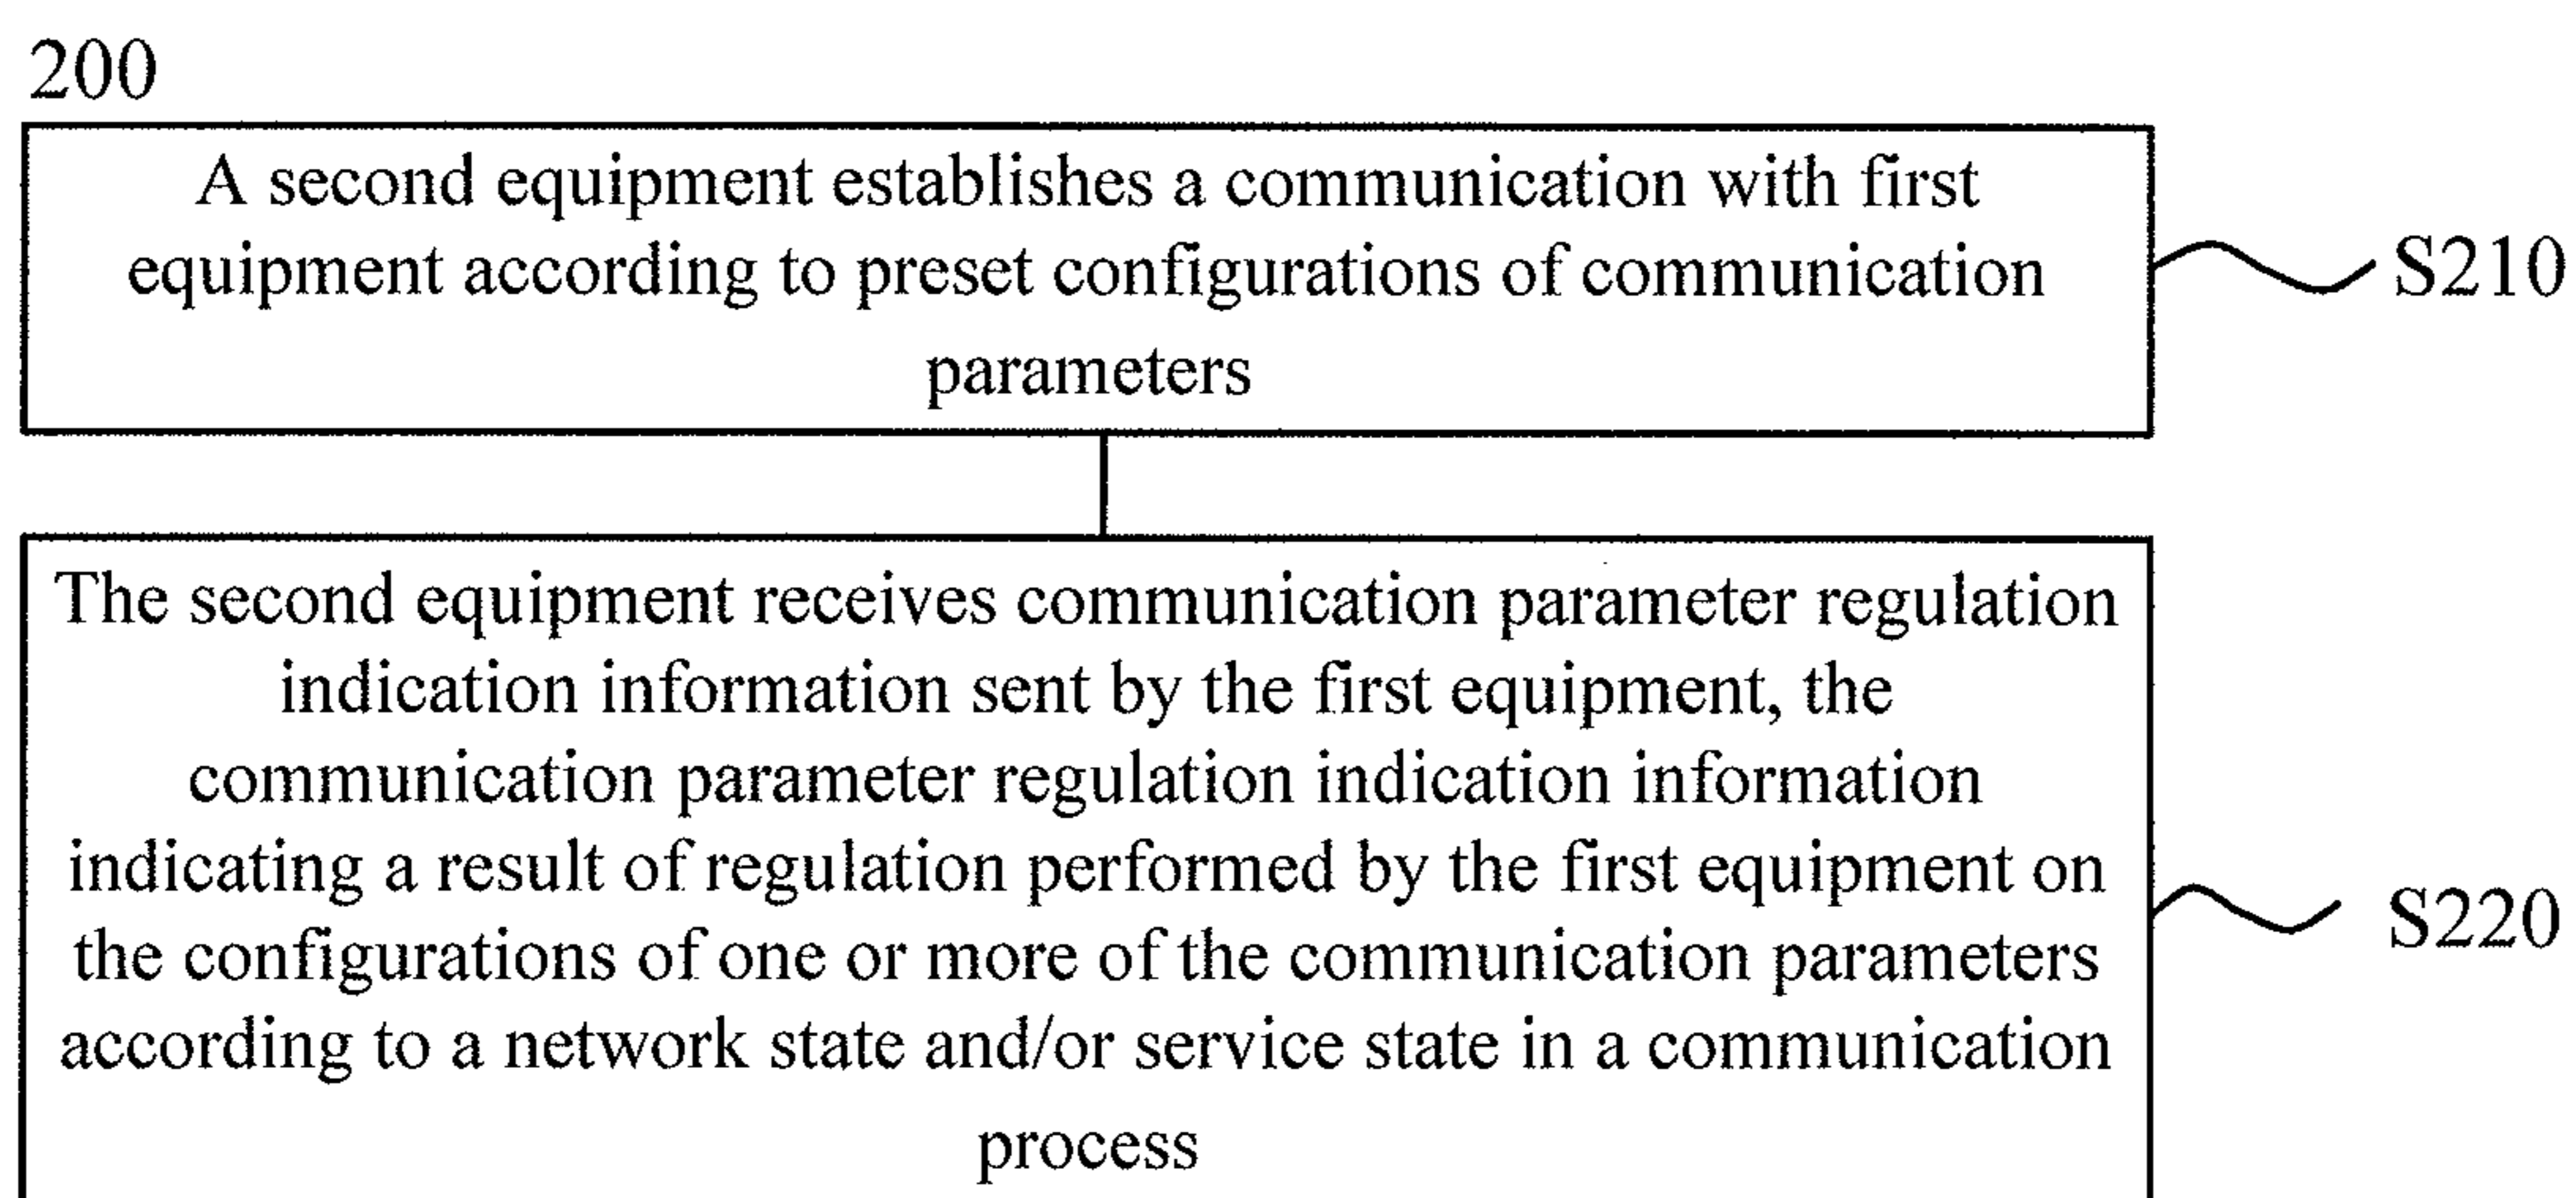 200
A second equipment establishes a communication with first
equipment according to preset configurations of communication
parameters
S210
The second equipment receives communication parameter regulation
indication information sent by the first equipment, the
communication parameter regulation indication information
indicating a result of regulation performed by the first equipment on
the configurations of one or more of the communication parameters
according to a network state and/or service state in a communication
process
S220